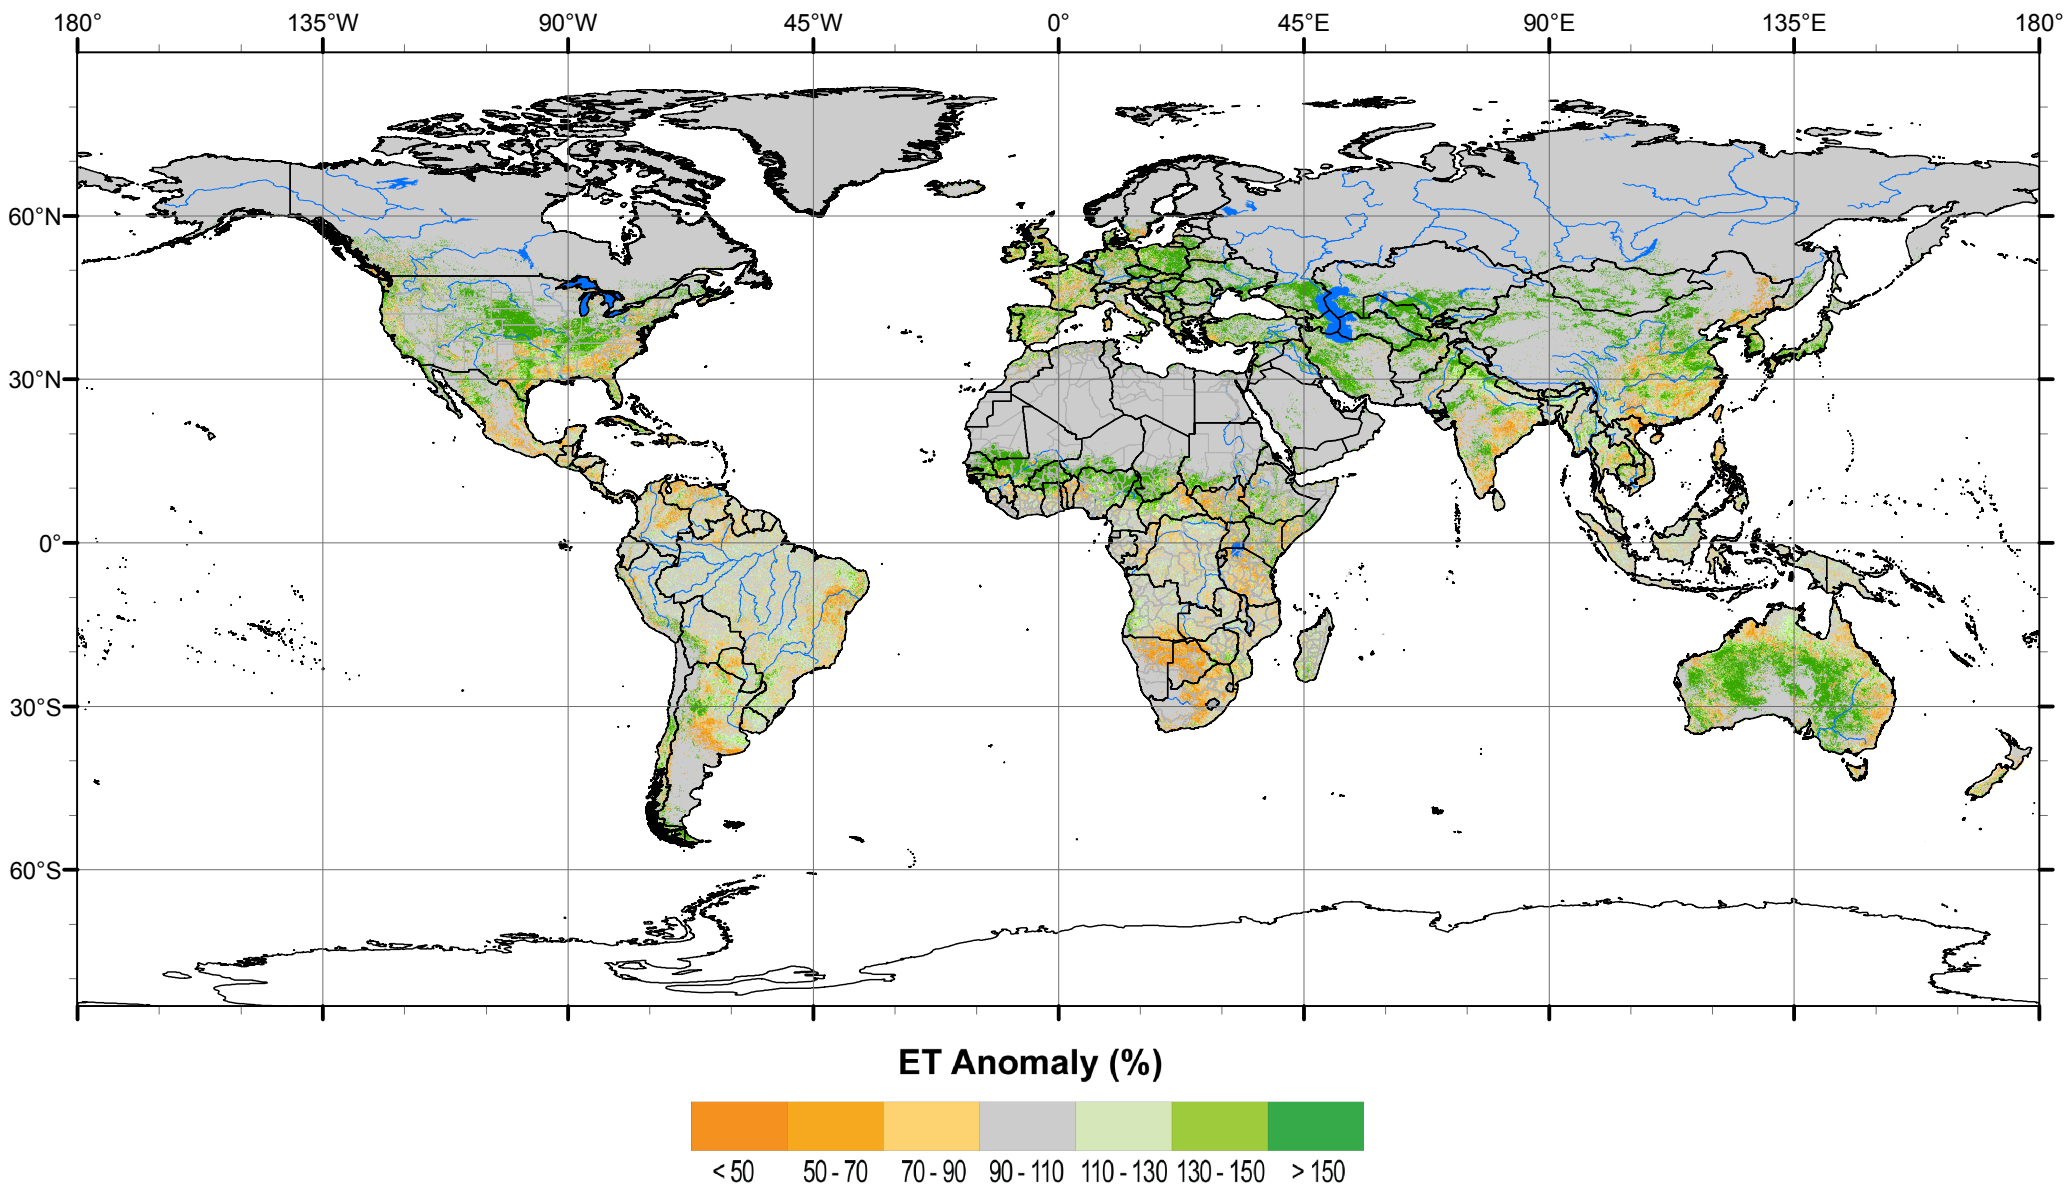 180° 135°W 90°W 45°W 0° 45°E 90°E 135°E 180°
60°N
30°N
0°
30°S
60°S
ET Anomaly (%)
< 50 50 - 70 70 - 90 90 - 110 110 - 130 130 - 150 > 150